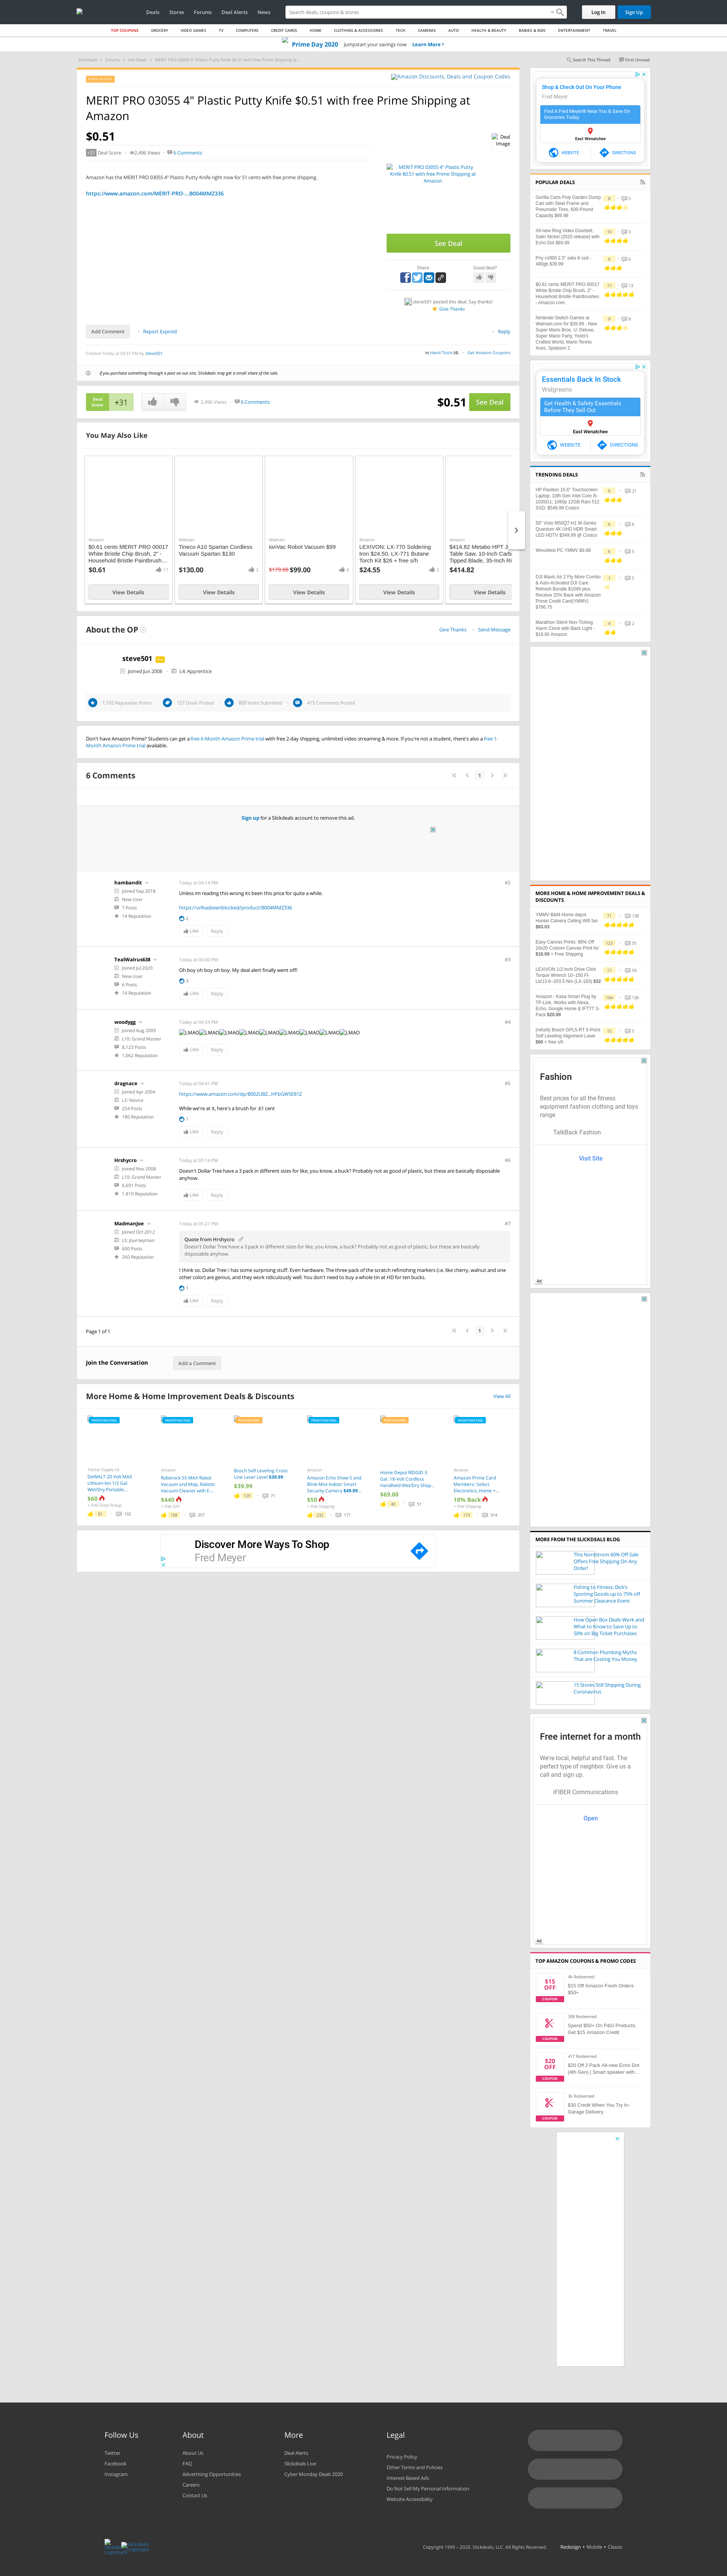 Deals Stores Forums Deal Alerts News
Search deals, coupons & stores
Log In Sign Up
TOP COUPONS GROCERY VIDEO GAMES TV COMPUTERS CREDIT CARDS HOME CLOTHING & ACCESSORIES TECH CAMERAS AUTO HEALTH & BEAUTY BABIES & KIDS ENTERTAINMENT TRAVEL
Prime Day 2020 Jumpstart your savings now Learn More
Slickdeals > Forums > Hot Deals > MERIT PRO 03055 4" Plastic Putty Knife $0.51 with free Prime Shipping at ...
Search This Thread First Unread
Amazon Discounts, Deals and Coupon Codes
MERIT PRO 03055 4" Plastic Putty Knife $0.51 with free Prime Shipping at
Amazon
$0.51
Deal Image
+31 Deal Score 2,496 Views 6 Comments
Amazon has the MERIT PRO 03055 4" Plastic Putty Knife right now for 51 cents with free prime shipping.
https://www.amazon.com/MERIT-PRO-...B004MMZ336
MERIT PRO 03055 4" Plastic Putty
Knife $0.51 with free Prime Shipping at
Amazon
See Deal
Share Good deal?
steve501 posted this deal. Say thanks!
Give Thanks
Add Comment Report Expired Reply
Created Today at 03:37 PM by steve501
in Hand Tools (4) Get Amazon Coupons
If you purchase something through a post on our site, Slickdeals may get a small share of the sale.
Deal
Score
+31
2,496 Views 6 Comments
$0.51 See Deal
You May Also Like
Amazon
$0.61 cents MERIT PRO 00017
White Bristle Chip Brush, 2" -
Household Bristle Paintbrush...
$0.61 17
View Details
Walmart
Tineco A10 Smartan Cordless
Vacuum Spartan $130
$130.00 2
View Details
Walmart
ionVac Robot Vacuum $99
$179.88 $99.00 8
View Details
Amazon
LEXIVON: LX-770 Soldering
Iron $24.50, LX-771 Butane
Torch Kit $26 + free s/h
$24.55 0
View Details
Amazon
$414.82 Metabo HPT J
Table Saw, 10-Inch Carb
Tipped Blade, 35-Inch Ri
$414.82
View Details
About the OP
Give Thanks Send Message
steve501
Joined Jun 2008 L4: Apprentice
1,102 Reputation Points 127 Deals Posted 800 Votes Submitted 415 Comments Posted
Don't have Amazon Prime? Students can get a free 6-Month Amazon Prime trial with free 2-day shipping, unlimited video streaming & more. If you're not a student, there's also a free 1-
Month Amazon Prime trial available.
6 Comments
1
Sign up for a Slickdeals account to remove this ad.
hambandit
Joined Sep 2018
New User
7 Posts
14 Reputation
Today at 04:14 PM #2
Unless im reading this wrong its been this price for quite a while.
https://urlhasbeenblocked/product/B004MMZ336
2
Like Reply
TealWalrus638
Joined Jul 2020
New User
6 Posts
14 Reputation
Today at 04:30 PM #3
Oh boy oh boy oh boy. My deal alert finally went off!
3
Like Reply
woodygg
Joined Aug 2009
L10: Grand Master
8,123 Posts
1,062 Reputation
Today at 04:34 PM #4
LMAO LMAO LMAO LMAO LMAO LMAO LMAO LMAO LMAO
Like Reply
dragnace
Joined Apr 2004
L3: Novice
254 Posts
180 Reputation
Today at 04:41 PM #5
https://www.amazon.com/dp/B002UBZ...HFbGWSE81Z
While we're at it, here's a brush for .61 cent
1
Like Reply
Hrshycro
Joined Nov 2008
L10: Grand Master
6,691 Posts
1,810 Reputation
Today at 05:14 PM #6
Doesn't Dollar Tree have a 3 pack in different sizes for like, you know, a buck? Probably not as good of plastic, but these are basically disposable
anyhow.
Like Reply
MadmanJoe
Joined Oct 2012
L5: Journeyman
600 Posts
260 Reputation
Today at 05:21 PM #7
Quote from Hrshycro
Doesn't Dollar Tree have a 3 pack in different sizes for like, you know, a buck? Probably not as good of plastic, but these are basically
disposable anyhow.
I think so. Dollar Tree : has some surprising stuff. Even hardware. The three pack of the scratch refinishing markers (i.e. like cherry, walnut and one
other color) are genius, and they work ridiculously well. You don't need to buy a whole tin at HD for ten bucks.
1
Like Reply
Page 1 of 1 1
Join the Conversation Add a Comment
More Home & Home Improvement Deals & Discounts View All
FRONTPAGE DEAL
Tractor Supply Co
DeWALT 20 Volt MAX
Lithium Ion 1/2 Gal.
Wet/Dry Portable...
$60
+ Free Store Pickup
81 102
FRONTPAGE DEAL
Amazon
Roborock S5 MAX Robot
Vacuum and Mop, Robotic
Vacuum Cleaner with E-...
$440
+ free s/h
158 357
POPULAR DEAL
Bosch Self Leveling Cross
Line Laser Level $39.99
$39.99
129 71
FRONTPAGE DEAL
Amazon
Amazon Echo Show 5 and
Blink Mini Indoor Smart
Security Camera $49.99...
$50
+ free shipping
232 177
POPULAR DEAL
Home Depot RIDGID 3
Gal. 18-Volt Cordless
Handheld Wet/Dry Shop...
$69.00
46 51
FRONTPAGE DEAL
Amazon
Amazon Prime Card
Members: Select
Electronics, Home +...
10% Back
+ free shipping
173 314
Discover More Ways To Shop
Fred Meyer
Shop & Check Out On Your Phone
Fred Meyer
Find A Fred Meyer® Near You & Save On
Groceries Today.
East Wenatchee
WEBSITE DIRECTIONS
POPULAR DEALS
Gorilla Carts Poly Garden Dump
Cart with Steel Frame and
Pneumatic Tires, 600-Pound
Capacity $69.98
All-new Ring Video Doorbell,
Satin Nickel (2020 release) with
Echo Dot $69.99
Pny cs900 2.5" sata iii ssd -
480gb $39.99
$0.61 cents MERIT PRO 00017
White Bristle Chip Brush, 2" -
Household Bristle Paintbrushes
- Amazon.com
Nintendo Switch Games at
Walmart.com for $39.99 - New
Super Mario Bros. U: Deluxe,
Super Mario Party, Yoshi's
Crafted World, Mario Tennis
Aces, Splatoon 2
Essentials Back In Stock
Walgreens
Get Health & Safety Essentials
Before They Sell Out.
East Wenatchee
WEBSITE DIRECTIONS
TRENDING DEALS
HP Pavilion 15.6" Touchscreen
Laptop, 10th Gen Intel Core i5-
1035G1, 1080p 12GB Ram 512
SSD, $549.99 Costco
50" Vizio M50Q7-H1 M-Series
Quantum 4K UHD HDR Smart
LED HDTV $349.99 @ Costco
Wreckfest PC YMMV $9.68
DJI Mavic Air 2 Fly More Combo
& Auto-Activated DJI Care
Refresh Bundle $1049 plus
Receive 25% Back with Amazon
Prime Credit Card(YMMV)
$786.75
Marathon Silent Non-Ticking
Alarm Clock with Back Light -
$19.95 Amazon
MORE HOME & HOME IMPROVEMENT DEALS &
DISCOUNTS
YMMV B&M Home depot
Hunter Calvera Ceiling Wifi fan
$63.03
Easy Canvas Prints: 88% Off
16x20 Custom Canvas Print for
$16.99 + Free Shipping
LEXIVON 1/2-Inch Drive Click
Torque Wrench 10~150 Ft-
Lb/13.6~203.5 Nm (LX-183) $32
Amazon : Kasa Smart Plug by
TP-Link, Works with Alexa,
Echo, Google Home & IFTTT 3-
Pack $20.99
(refurb) Bosch GPL5-RT 5-Point
Self Leveling Alignment Laser
$60 + free s/h
Fashion
Best prices for all the fitness
equipment fashion clothing and toys
range
TalkBack Fashion
Visit Site
Ad
MORE FROM THE SLICKDEALS BLOG
This Nordstrom 60% Off Sale
Offers Free Shipping On Any
Order!
Fishing to Fitness: Dick's
Sporting Goods up to 75% off
Summer Clearance Event
How Open Box Deals Work and
What to Know to Save Up to
50% on Big Ticket Purchases
8 Common Plumbing Myths
That are Costing You Money
15 Stores Still Shipping During
Coronavirus
Free internet for a month
We're local, helpful and fast. The
perfect type of neighbor. Give us a
call and sign up.
iFIBER Communications
Open
Ad
TOP AMAZON COUPONS & PROMO CODES
$15
OFF
COUPON
4k Redeemed
$15 Off Amazon Fresh Orders
$50+
COUPON
308 Redeemed
Spend $50+ On P&G Products,
Get $15 Amazon Credit
$20
OFF
COUPON
417 Redeemed
$20 Off 2 Pack All-new Echo Dot
(4th Gen) | Smart speaker with...
COUPON
3k Redeemed
$30 Credit When You Try In-
Garage Delivery
Follow Us
Twitter
Facebook
Instagram
About
About Us
FAQ
Advertising Opportunities
Careers
Contact Us
More
Deal Alerts
Slickdeals Live
Cyber Monday Deals 2020
Legal
Privacy Policy
Other Terms and Policies
Interest-Based Ads
Do Not Sell My Personal Information
Website Accessibility
Copyright 1999 - 2020. Slickdeals, LLC. All Rights Reserved. Redesign • Mobile • Classic